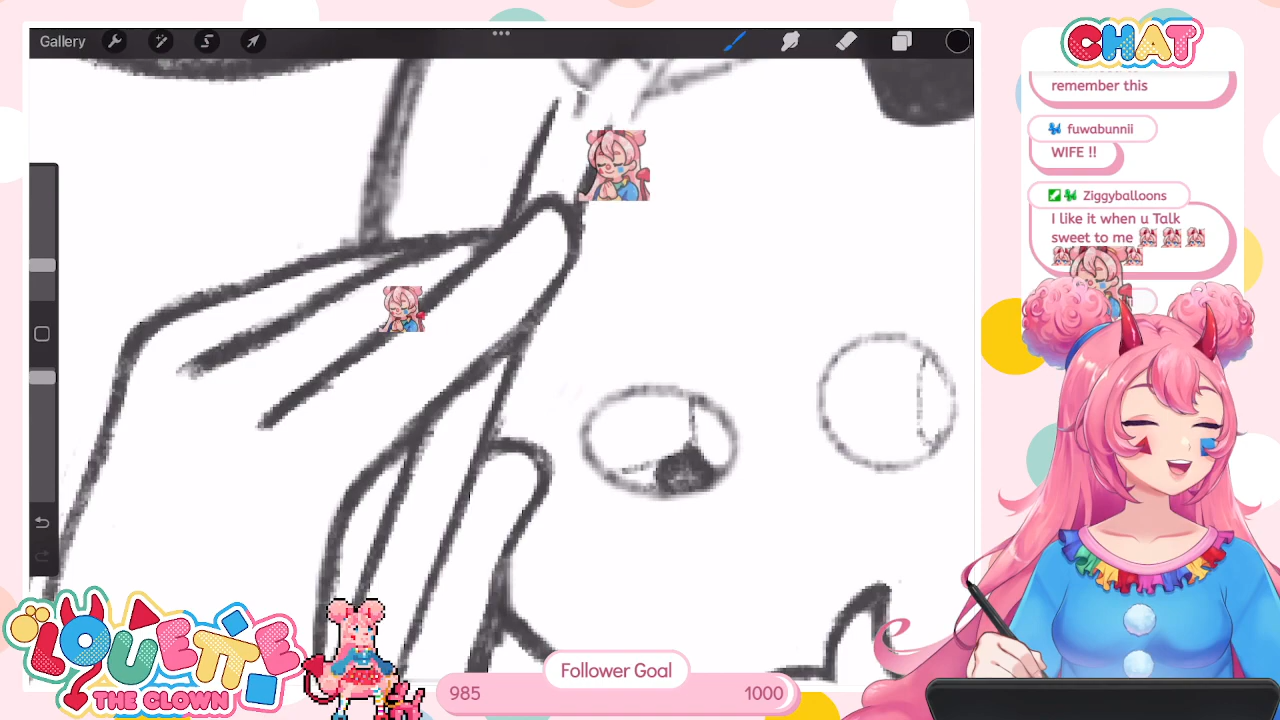 Gallery
CHAT
remember this
fuwabunnii
WIFE !!
Ziggyballoons
I like it when u Talk
sweet to me
LOUETTE
THE CLOWN
Follower Goal
985
1000